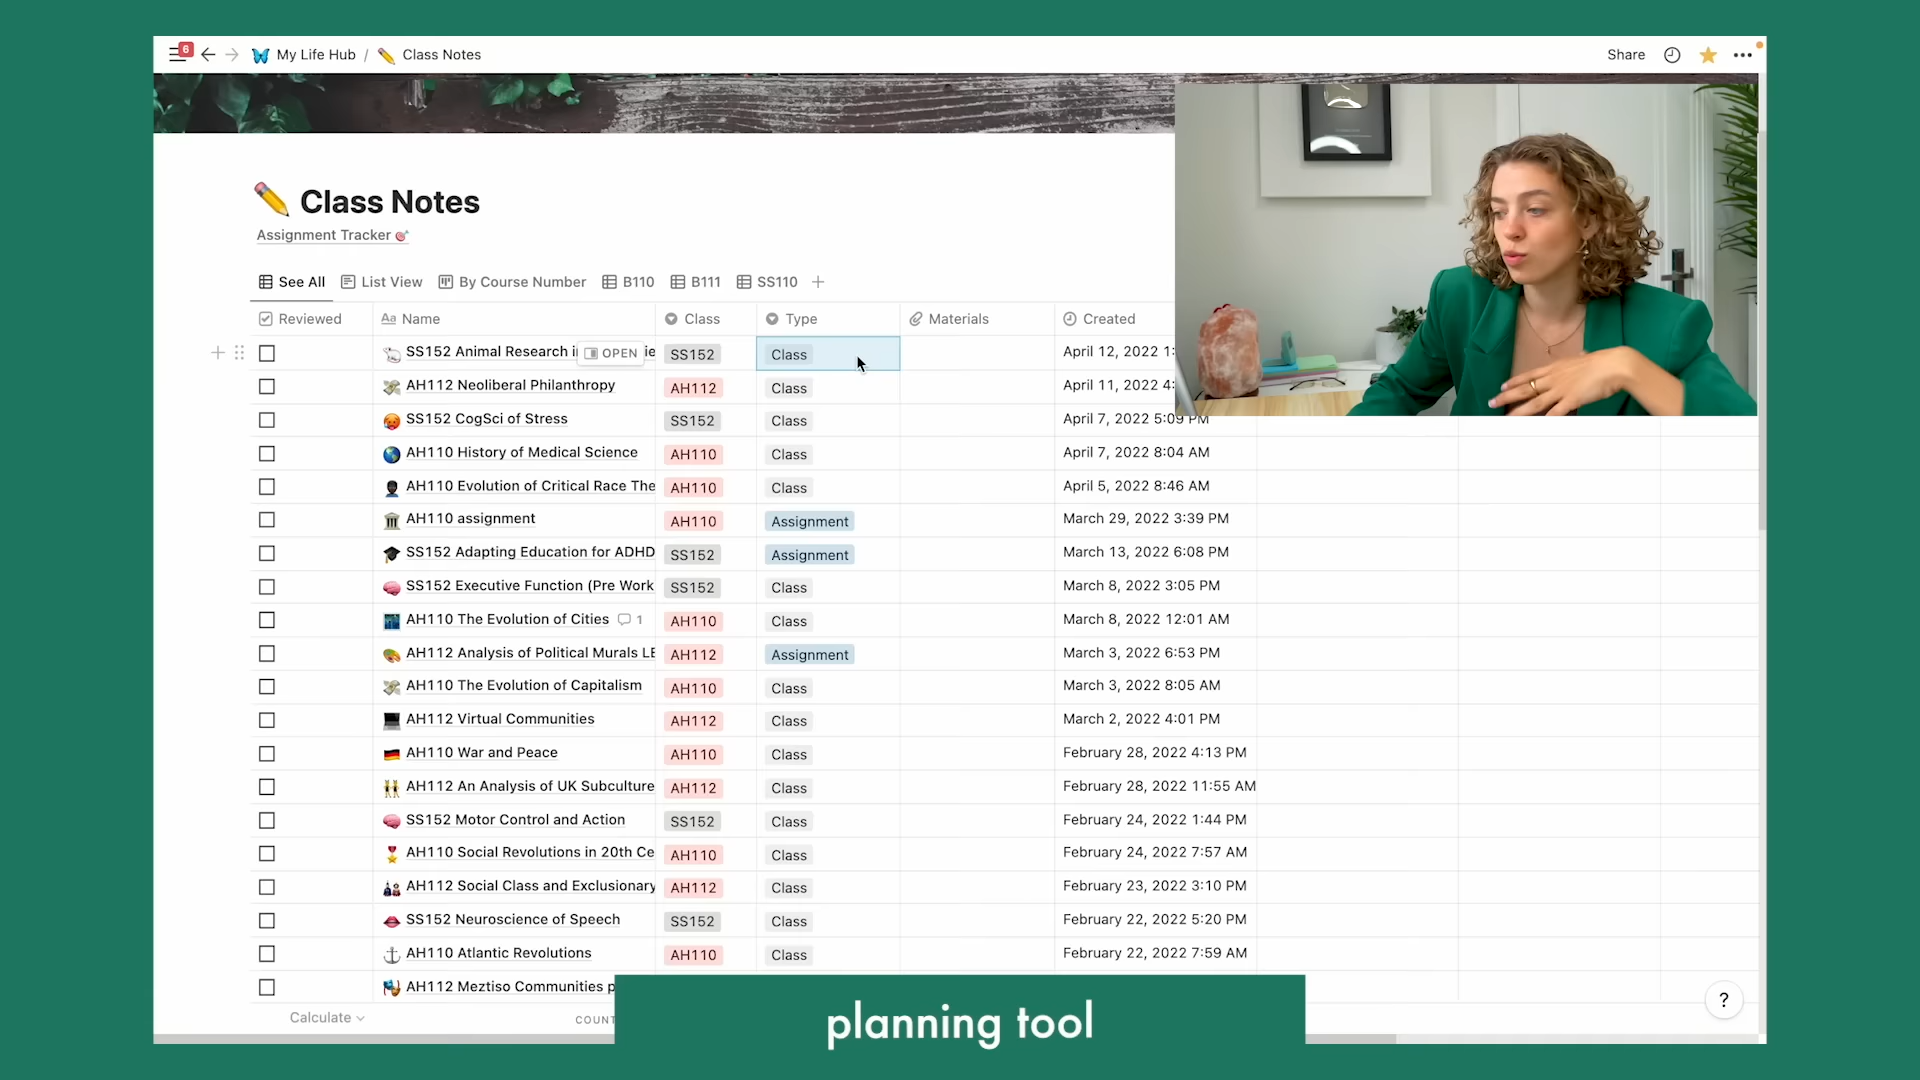 6 My Life Hub / Class Notes Share
Class Notes
Assignment Tracker
See All List View By Course Number B110 B111 SS110
Reviewed Aa Name Class Type Materials Created
SS152 Animal Research i OPEN ie SS152 Class April 12, 2022 1:
AH112 Neoliberal Philanthropy AH112 Class April 11, 2022 4:
SS152 CogSci of Stress SS152 Class April 7, 2022 5:09 PM
AH110 History of Medical Science AH110 Class April 7, 2022 8:04 AM
AH110 Evolution of Critical Race The AH110 Class April 5, 2022 8:46 AM
AH110 assignment AH110 Assignment March 29, 2022 3:39 PM
SS152 Adapting Education for ADHD SS152 Assignment March 13, 2022 6:08 PM
SS152 Executive Function (Pre Work SS152 Class March 8, 2022 3:05 PM
AH110 The Evolution of Cities 1 AH110 Class March 8, 2022 12:01 AM
AH112 Analysis of Political Murals LE AH112 Assignment March 3, 2022 6:53 PM
AH110 The Evolution of Capitalism AH110 Class March 3, 2022 8:05 AM
AH112 Virtual Communities AH112 Class March 2, 2022 4:01 PM
AH110 War and Peace AH110 Class February 28, 2022 4:13 PM
AH112 An Analysis of UK Subculture AH112 Class February 28, 2022 11:55 AM
SS152 Motor Control and Action SS152 Class February 24, 2022 1:44 PM
AH110 Social Revolutions in 20th Ce AH110 Class February 24, 2022 7:57 AM
AH112 Social Class and Exclusionary AH112 Class February 23, 2022 3:10 PM
SS152 Neuroscience of Speech SS152 Class February 22, 2022 5:20 PM
AH110 Atlantic Revolutions AH110 Class February 22, 2022 7:59 AM
AH112 Meztiso Communities p
Calculate COUNT
?
planning tool